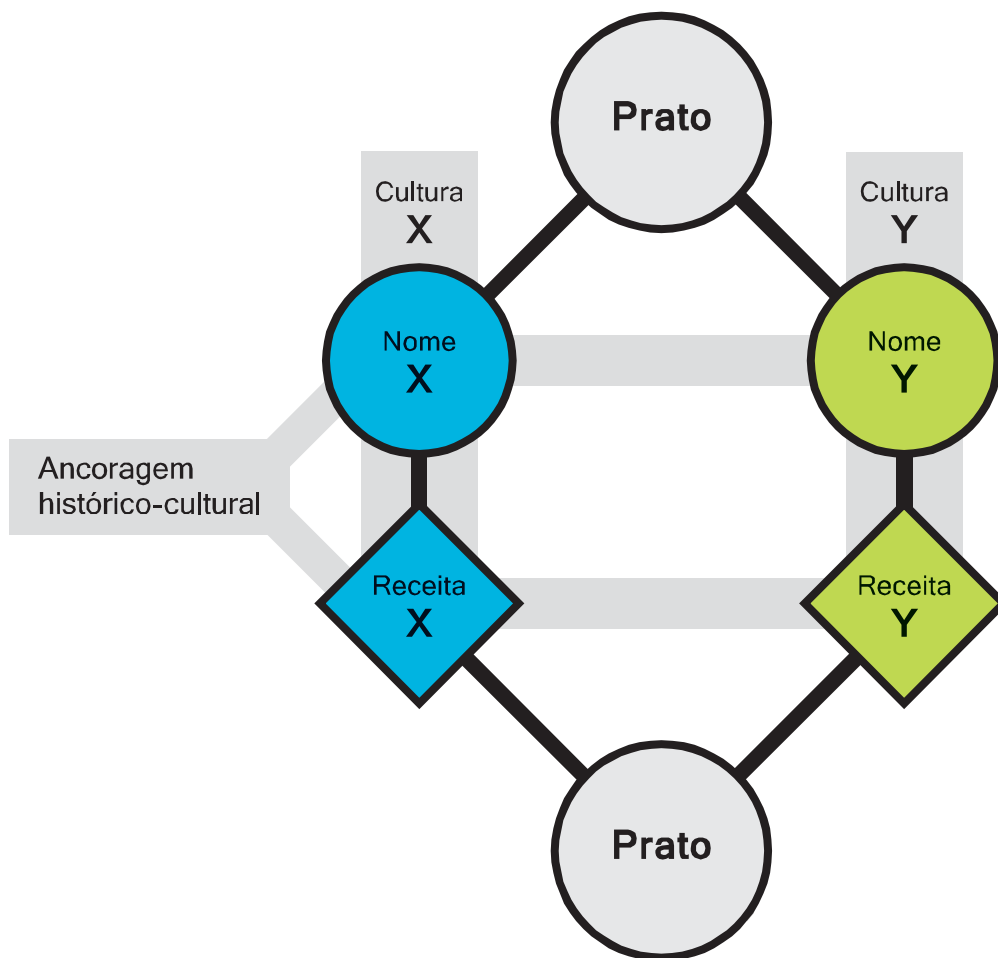 Prato
Cultura
X
Cultura
Y
Nome
X
Nome
Y
Ancoragem
histórico-cultural
Receita
X
Receita
Y
Prato